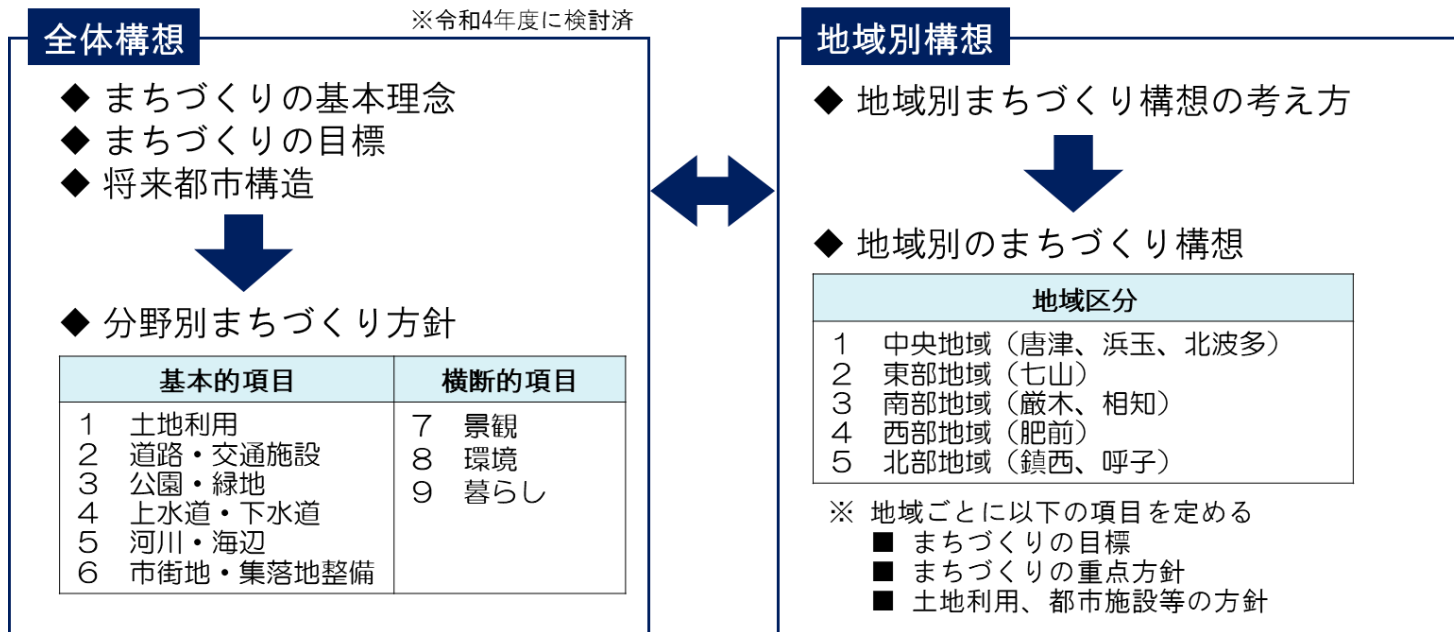 ※令和4年度に検討済
全体構想
◆ まちづくりの基本理念
◆ まちづくりの目標
◆ 将来都市構造
◆ 分野別まちづくり方針
基本的項目 横断的項目
1 土地利用
2 道路・交通施設
3 公園・緑地
4 上水道・下水道
5 河川・海辺
6 市街地・集落地整備
7 景観
8 環境
9 暮らし
地域別構想
◆ 地域別まちづくり構想の考え方
◆ 地域別のまちづくり構想
地域区分
1 中央地域（唐津、浜玉、北波多）
2 東部地域（七山）
3 南部地域（厳木、相知）
4 西部地域（肥前）
5 北部地域（鎮西、呼子）
※ 地域ごとに以下の項目を定める
■ まちづくりの目標
■ まちづくりの重点方針
■ 土地利用、都市施設等の方針